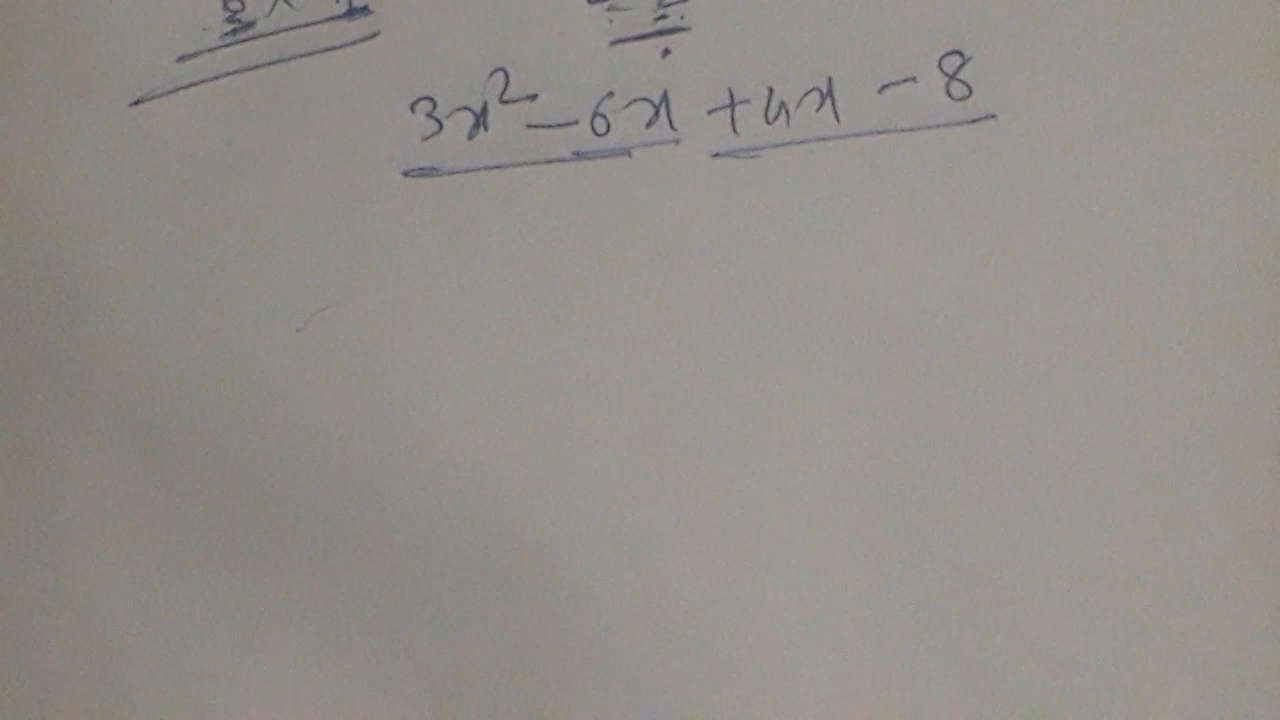 3x² - 6x + 4x - 8